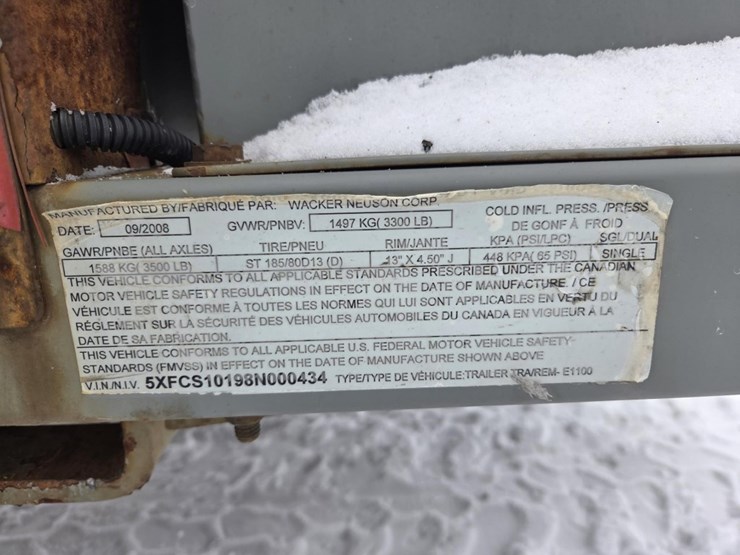 MANUFACTURED BY/FABRIQUÉ PAR: WACKER NEUSON CORP.
DATE: 09/2008 GVWR/PNBV: 1497 KG( 3300 LB) COLD INFL. PRESS. /PRESS
DE GONF À FROID
GAWR/PNBE (ALL AXLES) TIRE/PNEU RIM/JANTE KPA (PSI/LPC) SGL/DUAL
1588 KG( 3500 LB) ST 185/80D13 (D) 13" X 4.50" J 448 KPA( 65 PSI) SINGLE
THIS VEHICLE CONFORMS TO ALL APPLICABLE STANDARDS PRESCRIBED UNDER THE CANADIAN
MOTOR VEHICLE SAFETY REGULATIONS IN EFFECT ON THE DATE OF MANUFACTURE. / CE
VÉHICULE EST CONFORME À TOUTES LES NORMES QUI LUI SONT APPLICABLES EN VERTU DU
RÉGLEMENT SUR LA SÉCURITÉ DES VÉHICULES AUTOMOBILES DU CANADA EN VIGUEUR À LA
DATE DE SA FABRICATION.
THIS VEHICLE CONFORMS TO ALL APPLICABLE U.S. FEDERAL MOTOR VEHICLE SAFETY-
STANDARDS (FMVSS) IN EFFECT ON THE DATE OF MANUFACTURE SHOWN ABOVE
V.I.N./N.I.V. 5XFCS10198N000434 TYPE/TYPE DE VÉHICULE:TRAILER TRA/REM- E1100